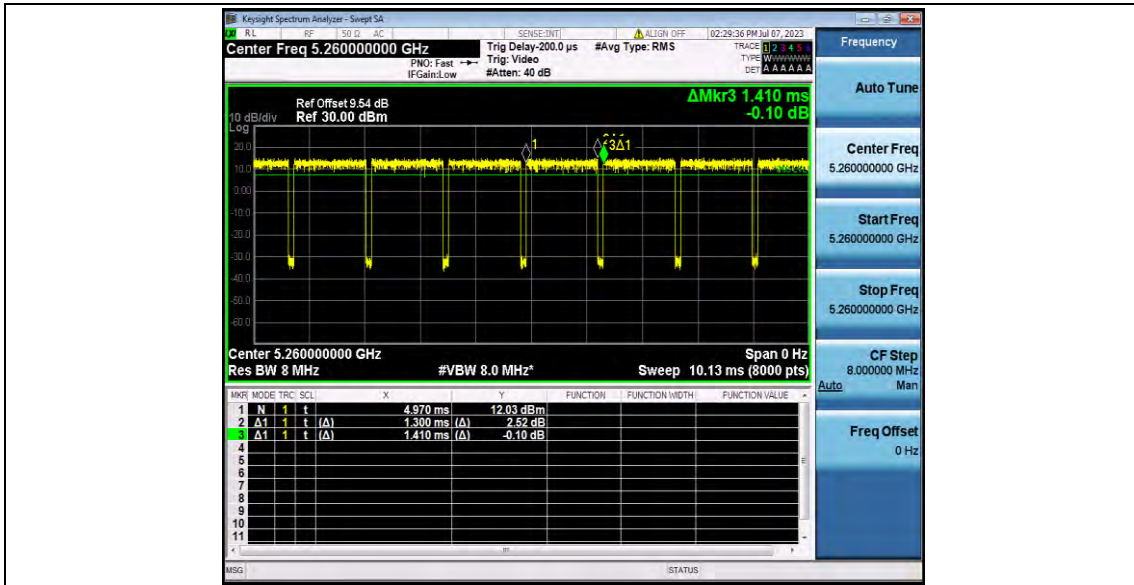 Keysight Spectrum Analyzer - Swept SA
RL RF 50 Ω AC SENSE:INT ALIGN OFF 02:29:36 PM Jul 07, 2023
Center Freq 5.260000000 GHz
PNO: Fast
IFGain:Low
Trig Delay-200.0 µs
Trig: Video
#Atten: 40 dB
#Avg Type: RMS
TRACE 1 2 3 4 5 6
TYPE WWWWWW
DET A A A A A A
ΔMkr3 1.410 ms
-0.10 dB
Ref Offset 9.54 dB
10 dB/div Ref 30.00 dBm
Log
20.0
10.0
0.00
-10.0
-20.0
-30.0
-40.0
-50.0
-60.0
1
3Δ1
Center 5.260000000 GHz Span 0 Hz
Res BW 8 MHz #VBW 8.0 MHz* Sweep 10.13 ms (8000 pts)
MKR MODE TRC SCL X Y FUNCTION FUNCTION WIDTH FUNCTION VALUE
1 N 1 t 4.970 ms 12.03 dBm
2 Δ1 1 t (Δ) 1.300 ms (Δ) 2.52 dB
3 Δ1 1 t (Δ) 1.410 ms (Δ) -0.10 dB
4
5
6
7
8
9
10
11
MSG STATUS
Frequency
Auto Tune
Center Freq
5.260000000 GHz
Start Freq
5.260000000 GHz
Stop Freq
5.260000000 GHz
CF Step
8.000000 MHz
Auto Man
Freq Offset
0 Hz